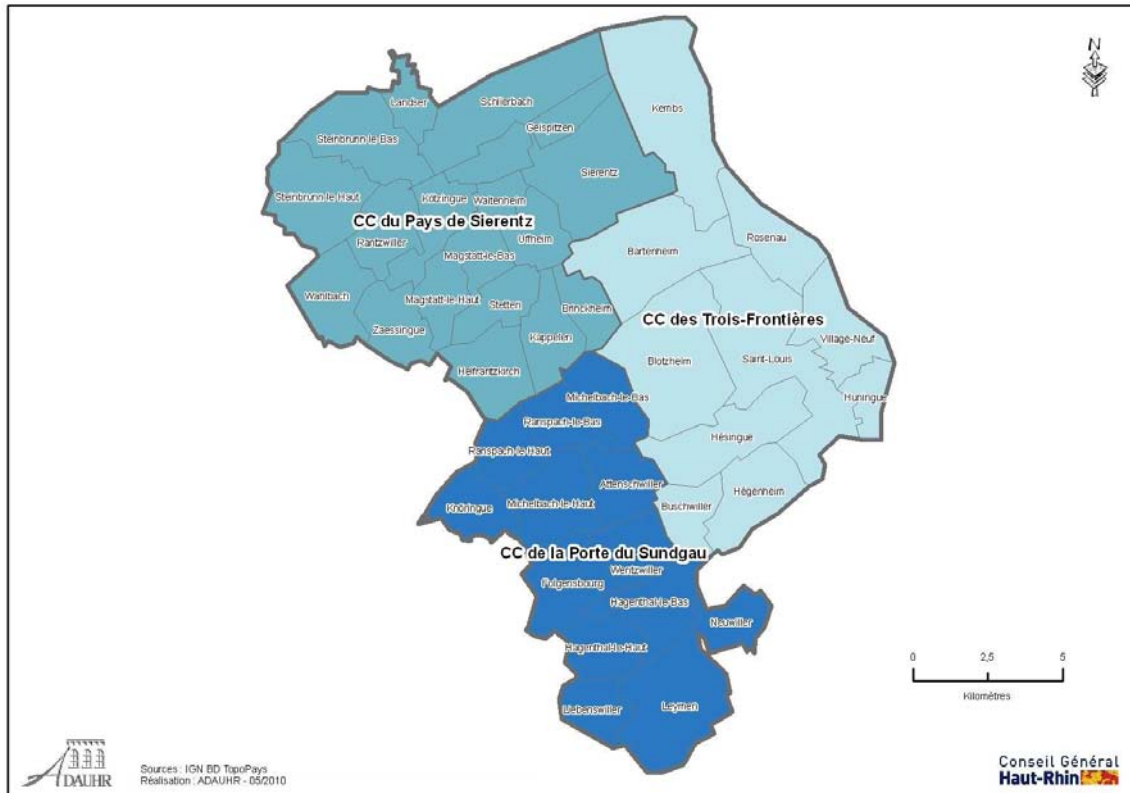 N
Landser
Schlierbach
Kembs
Geispitzen
Steinbrunn-le-Bas
Sierentz
Steinbrunn-le-Haut
Kötzingue
Waltenheim
CC du Pays de Sierentz
Rantzwiller
Uffheim
Rosenau
Bartenheim
Magstatt-le-Bas
Wahlbach
Magstatt-le-Haut
Stetten
Brinckheim
CC des Trois-Frontières
Zaessingue
Kappelen
Village-Neuf
Blotzheim
Saint-Louis
Helfrantzkirch
Michelbach-le-Bas
Huningue
Ranspach-le-Bas
Hésingue
Ranspach-le-Haut
Attenschwiller
Hégenheim
Knöringue
Michelbach-le-Haut
Buschwiller
CC de la Porte du Sundgau
Wentzwiller
Folgensbourg
Hagenthal-le-Bas
Neuwiller
Hagenthal-le-Haut
Liebenswiller
Leymen
0 2,5 5
Kilomètres
ADAUHR
Sources : IGN BD TopoPays
Réalisation : ADAUHR - 05/2010
Conseil Général
Haut-Rhin